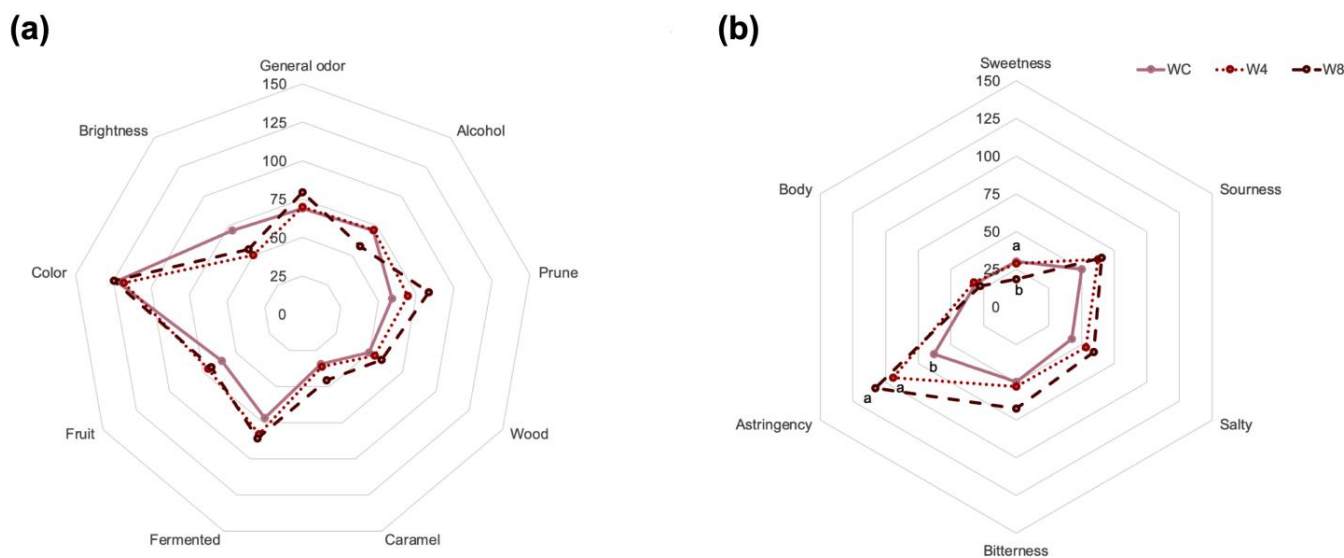 (a)
General odor
150
Brightness
125
Alcohol
100
75
50
Color
25
Prune
0
Fruit
Wood
Fermented
Caramel
(b)
Sweetness
WC
W4
W8
150
125
100
Body
75
Sourness
50
a
25
b
0
b
a
a
Astringency
Salty
Bitterness